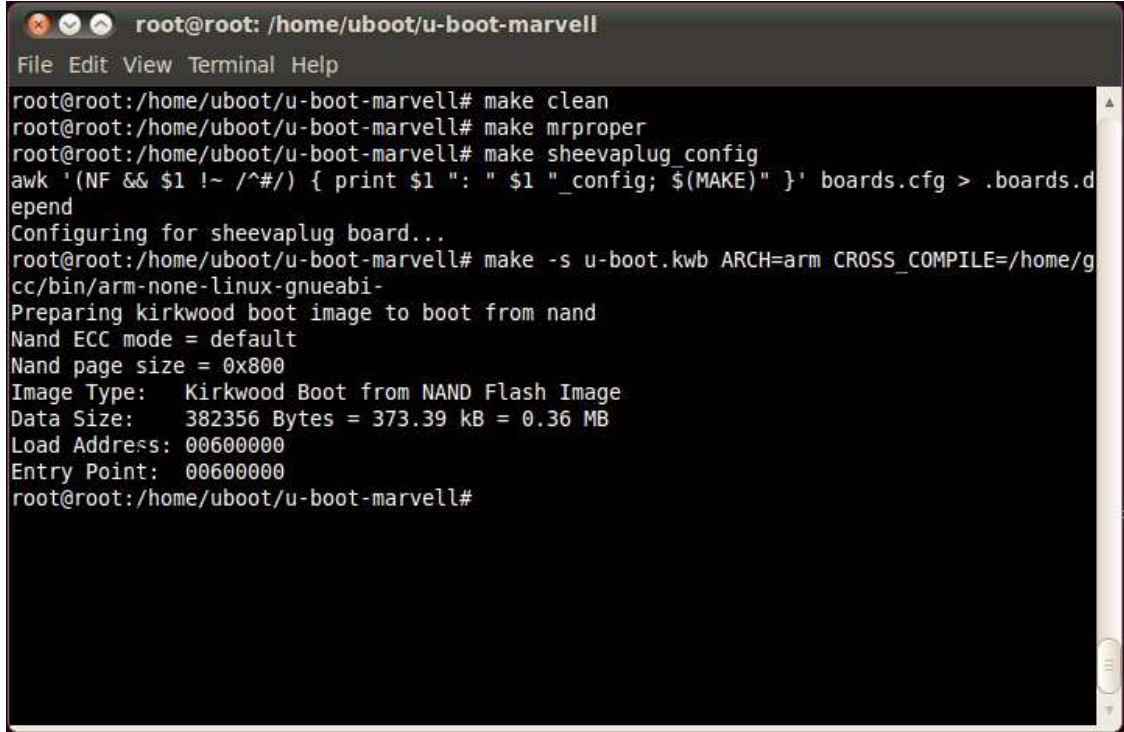 root@root: /home/uboot/u-boot-marvell
File Edit View Terminal Help
root@root:/home/uboot/u-boot-marvell# make clean
root@root:/home/uboot/u-boot-marvell# make mrproper
root@root:/home/uboot/u-boot-marvell# make sheevaplug_config
awk '(NF && $1 !~ /^#/) { print $1 ": " $1 "_config; $(MAKE)" }' boards.cfg > .boards.d
epend
Configuring for sheevaplug board...
root@root:/home/uboot/u-boot-marvell# make -s u-boot.kwb ARCH=arm CROSS_COMPILE=/home/g
cc/bin/arm-none-linux-gnueabi-
Preparing kirkwood boot image to boot from nand
Nand ECC mode = default
Nand page size = 0x800
Image Type:   Kirkwood Boot from NAND Flash Image
Data Size:    382356 Bytes = 373.39 kB = 0.36 MB
Load Address: 00600000
Entry Point:  00600000
root@root:/home/uboot/u-boot-marvell#